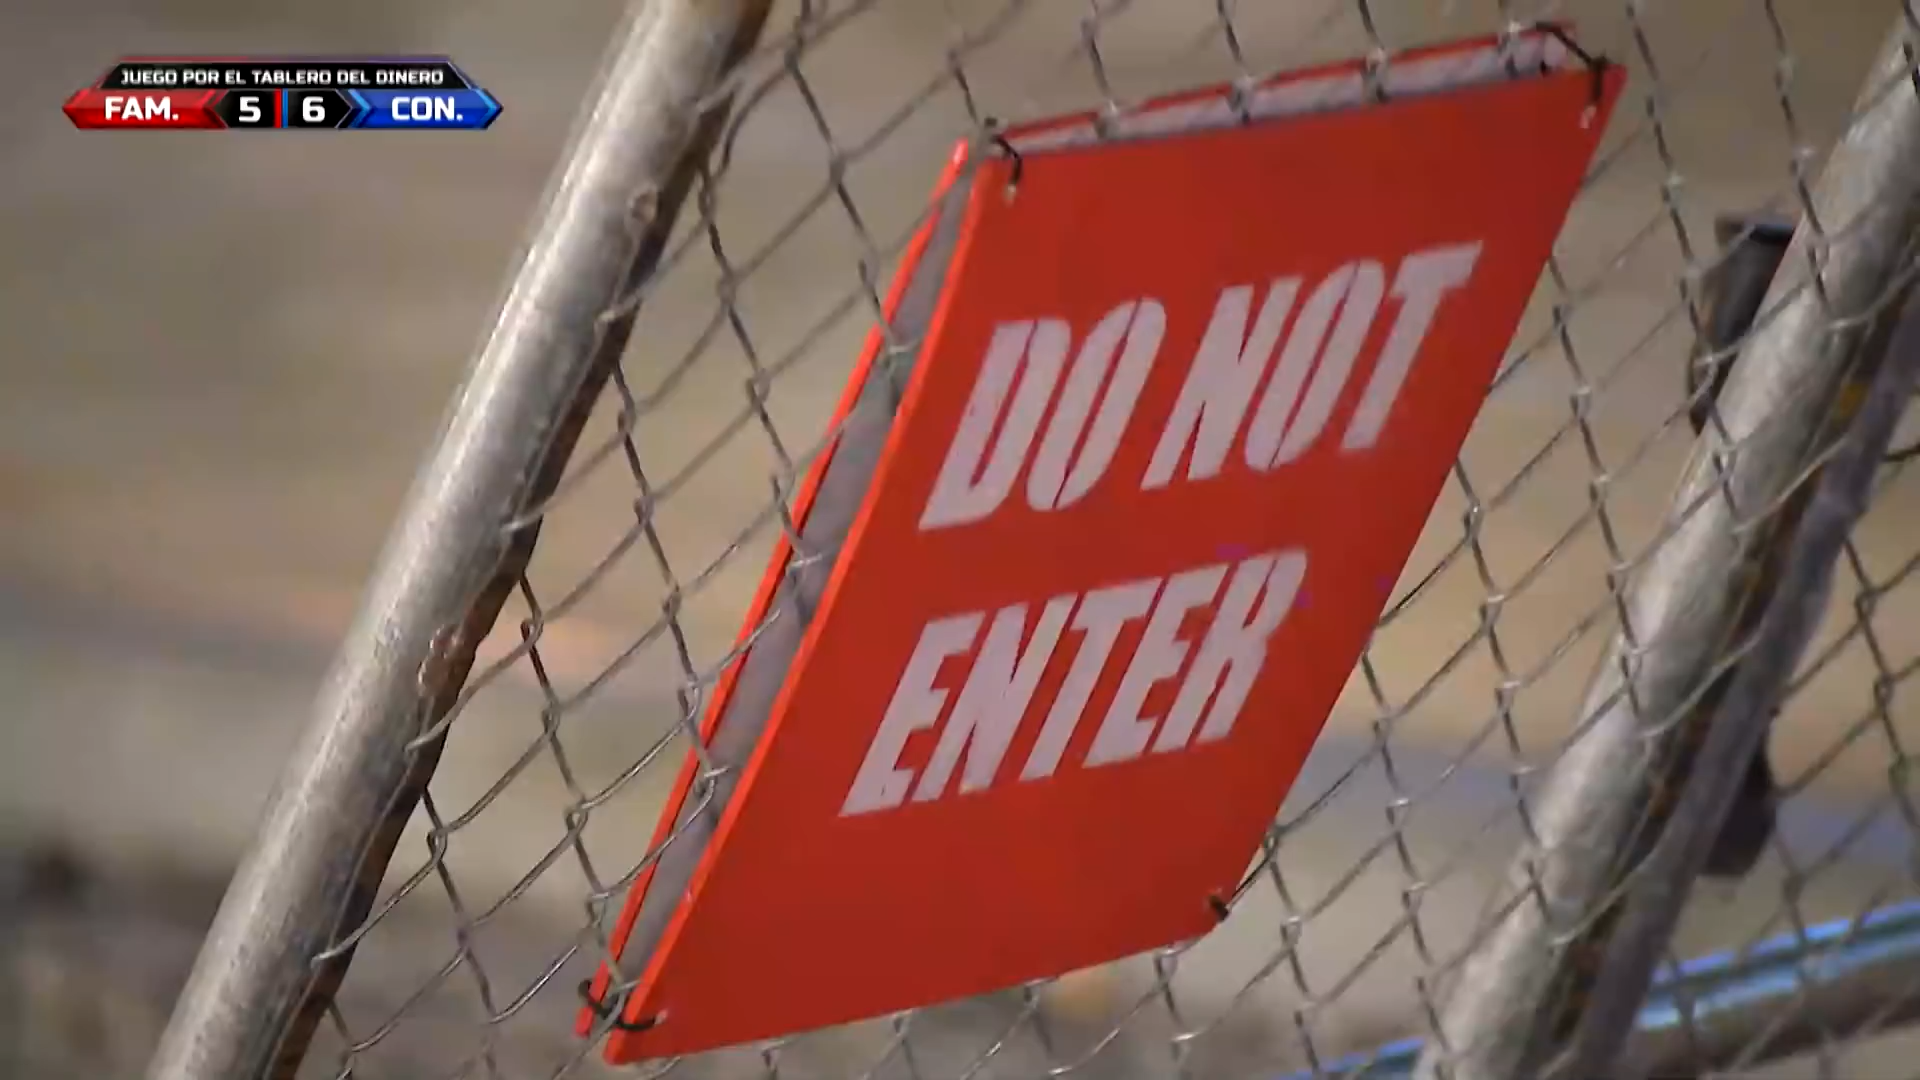 JUEGO POR EL TABLERO DEL DINERO
FAM. 5 6 CON.
DO NOT
ENTER